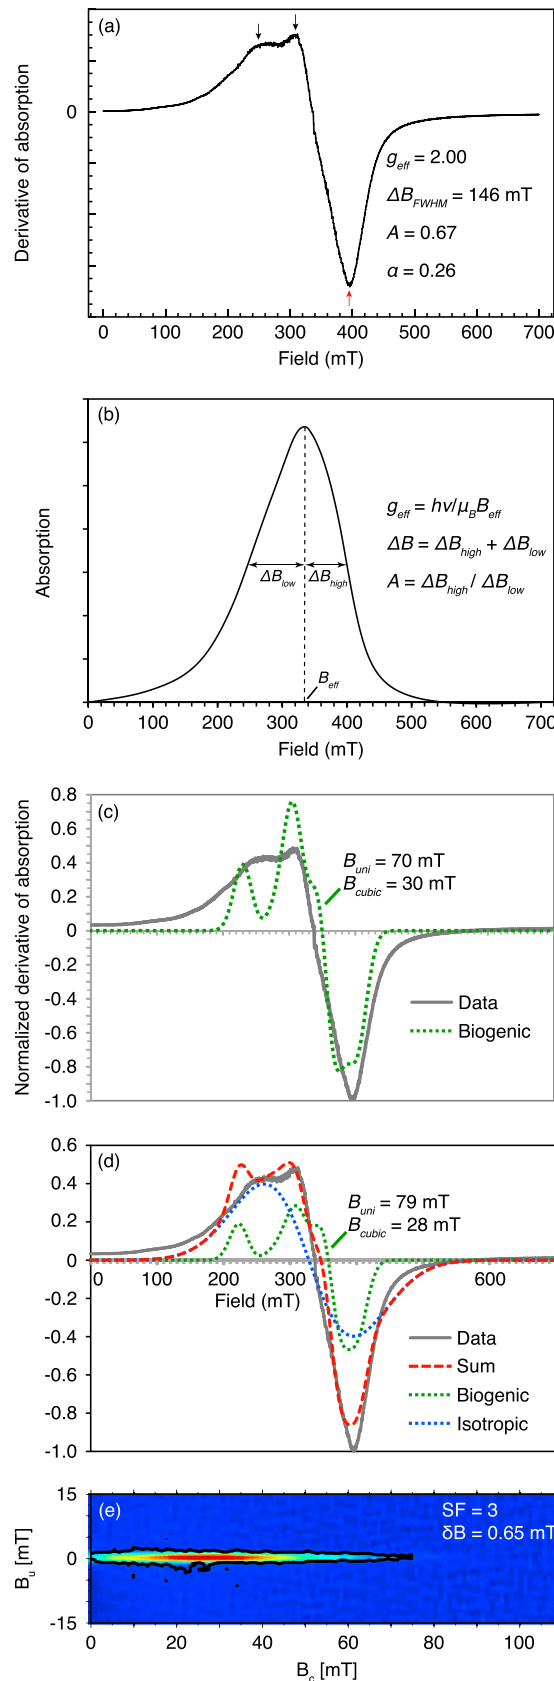 (a)
0
Derivative of absorption
g_eff = 2.00
ΔB_FWHM = 146 mT
A = 0.67
α = 0.26
0 100 200 300 400 500 600 700
Field (mT)
(b)
Absorption
g_eff = hν/μ_B B_eff
ΔB = ΔB_high + ΔB_low
A = ΔB_high / ΔB_low
ΔB_low ΔB_high
B_eff
0 100 200 300 400 500 600 700
Field (mT)
(c)
0.8
0.6
0.4
0.2
0
-0.2
-0.4
-0.6
-0.8
-1.0
Normalized derivative of absorption
B_uni = 70 mT
B_cubic = 30 mT
Data
Biogenic
(d)
0.6
0.4
0.2
0
-0.2
-0.4
-0.6
-0.8
-1.0
B_uni = 79 mT
B_cubic = 28 mT
0 100 200 300 600
Field (mT)
Data
Sum
Biogenic
Isotropic
(e)
SF = 3
δB = 0.65 mT
15
0
-15
B_u [mT]
0 20 40 60 80 100
B_c [mT]